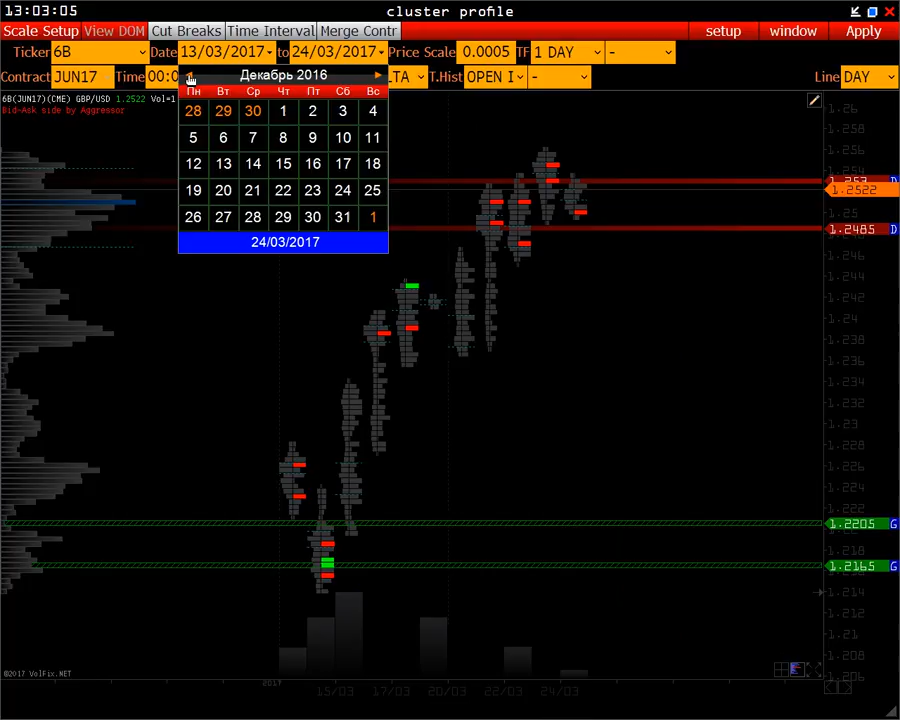 13:03:05 cluster profile
Scale Setup View DOM Cut Breaks Time Interval Merge Contr setup window Apply
Ticker 6B Date 13/03/2017 to 24/03/2017 Price Scale 0.0005 TF 1 DAY -
Contract JUN17 Time 00:0 LTA T.Hist OPEN I - Line DAY
Декабрь 2016
Пн Вт Ср Чт Пт Сб Вс
28 29 30 1 2 3 4
5 6 7 8 9 10 11
12 13 14 15 16 17 18
19 20 21 22 23 24 25
26 27 28 29 30 31 1
24/03/2017
6B(JUN17)(CME) GBP/USD 1.2522 Vol=1
Bid-Ask side by Aggressor
1.26
1.258
1.256
1.254
1.253 D
1.2522
1.25
1.2485 D
1.246
1.244
1.242
1.24
1.238
1.236
1.234
1.232
1.23
1.228
1.226
1.224
1.222
1.2205 G
1.218
1.2165 G
1.214
1.212
1.21
1.208
1.206
©2017 VolFix.NET
2017 15/03 17/03 20/03 22/03 24/03